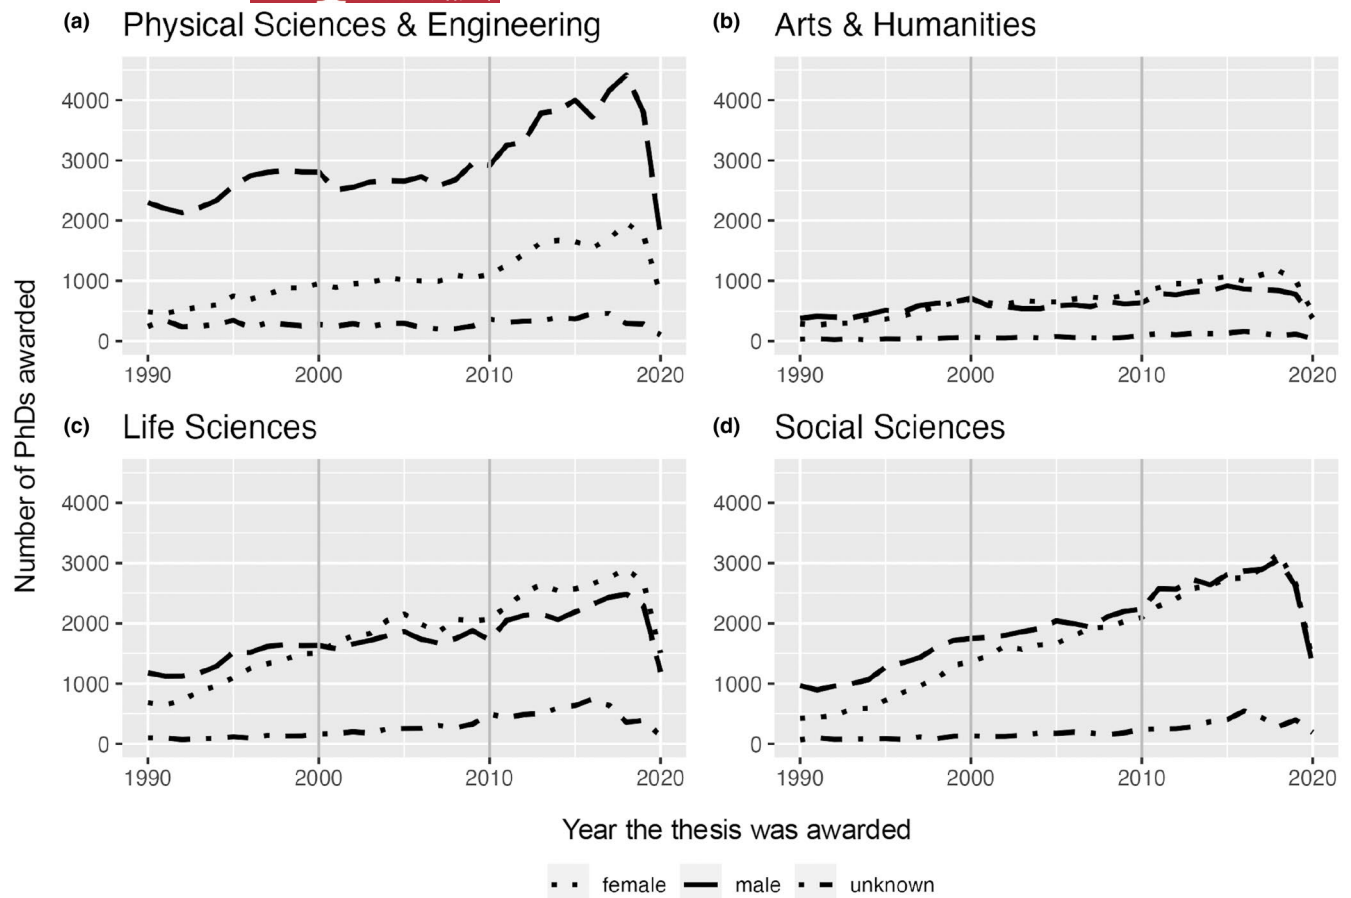 (a) Physical Sciences & Engineering
(b) Arts & Humanities
4000
3000
2000
1000
0
1990 2000 2010 2020
4000
3000
2000
1000
0
1990 2000 2010 2020
(c) Life Sciences
(d) Social Sciences
4000
3000
2000
1000
0
1990 2000 2010 2020
4000
3000
2000
1000
0
1990 2000 2010 2020
Number of PhDs awarded
Year the thesis was awarded
female male unknown